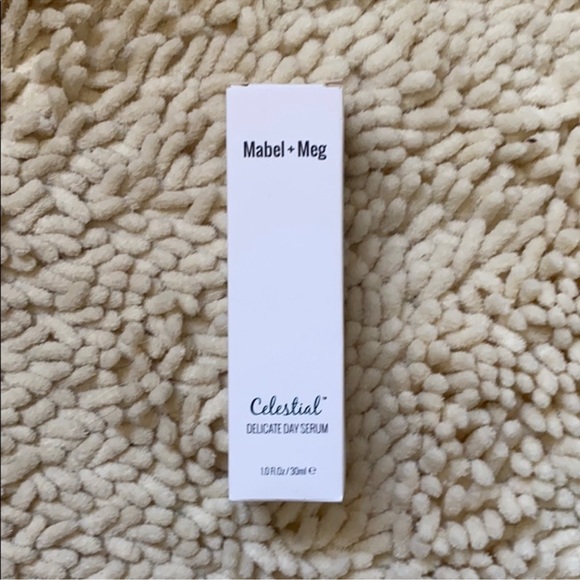 Mabel + Meg
Celestial™
DELICATE DAY SERUM
1.0 Fl.Oz / 30ml ℮